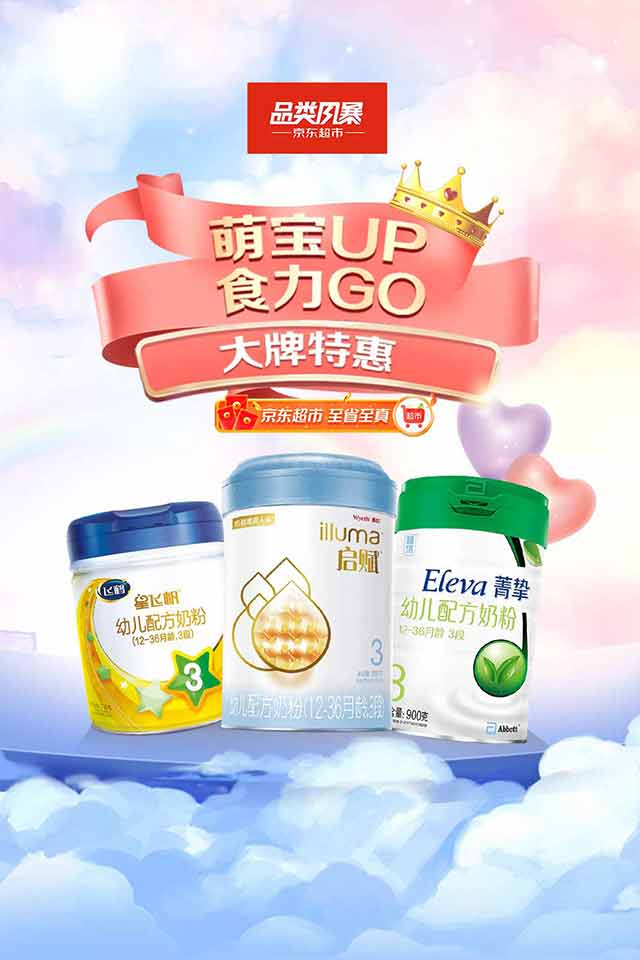 品类风暴
京东超市
萌宝UP
食力GO
大牌特惠
京东超市 至省至真
超市
飞鹤
星飞帆
幼儿配方奶粉
(12-36月龄,3段)
3
Wyeth
illuma
启赋
3
幼儿配方奶粉(12-36月龄,3段)
Eleva 菁挚
幼儿配方奶粉
12-36月龄 3段
3
含量: 900克
Abbott